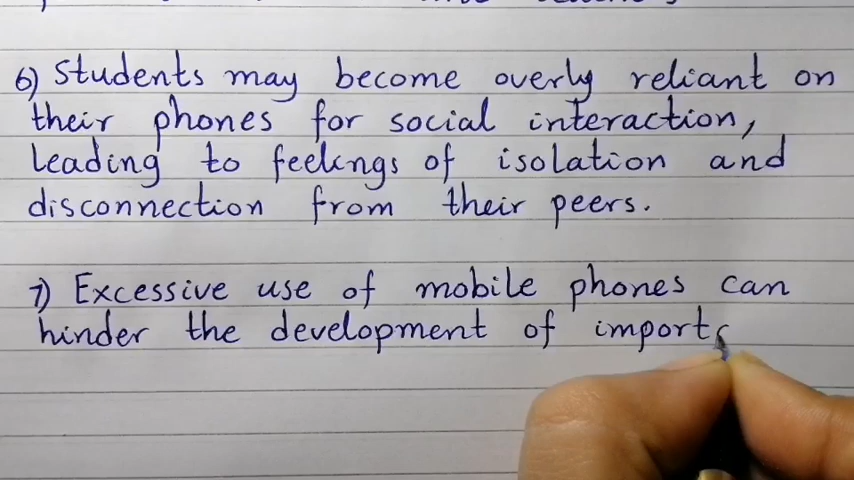 6) Students may become overly reliant on
their phones for social interaction,
leading to feelings of isolation and
disconnection from their peers.
7) Excessive use of mobile phones can
hinder the development of import